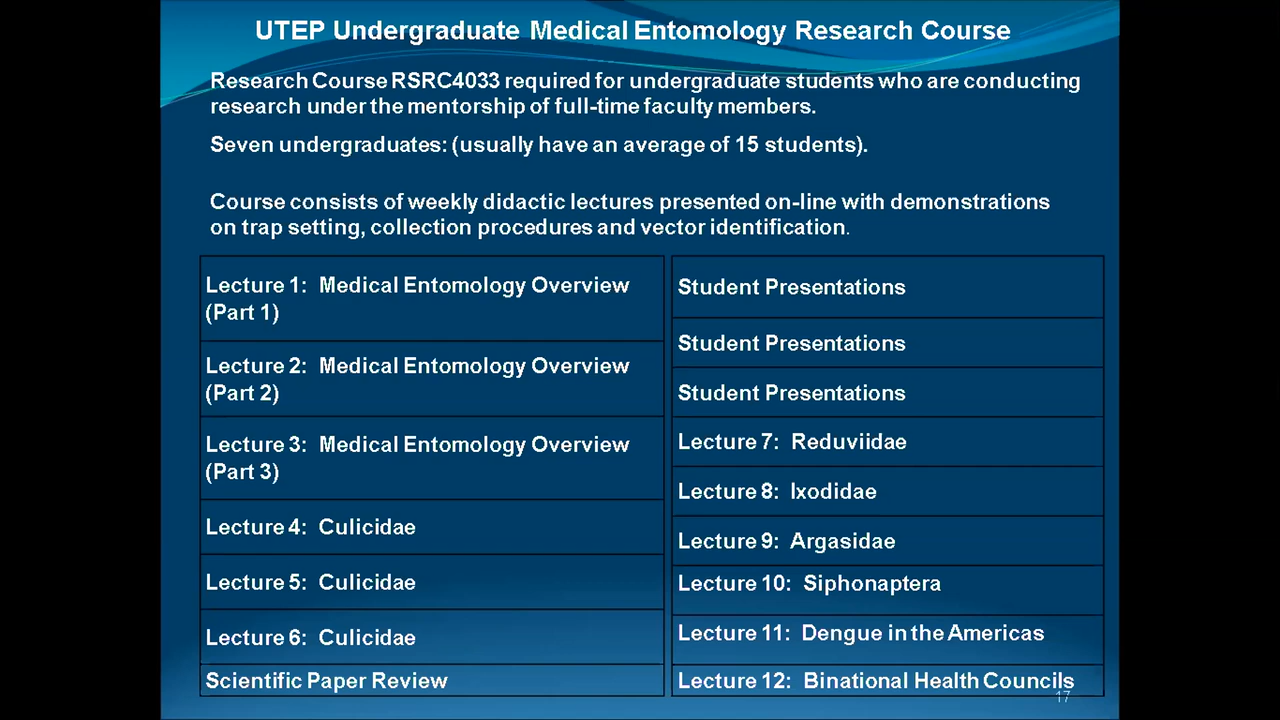 UTEP Undergraduate Medical Entomology Research Course
Research Course RSRC4033 required for undergraduate students who are conducting
research under the mentorship of full-time faculty members.
Seven undergraduates: (usually have an average of 15 students).
Course consists of weekly didactic lectures presented on-line with demonstrations
on trap setting, collection procedures and vector identification.
Lecture 1: Medical Entomology Overview
(Part 1)
Lecture 2: Medical Entomology Overview
(Part 2)
Lecture 3: Medical Entomology Overview
(Part 3)
Lecture 4: Culicidae
Lecture 5: Culicidae
Lecture 6: Culicidae
Scientific Paper Review
Student Presentations
Student Presentations
Student Presentations
Lecture 7: Reduviidae
Lecture 8: Ixodidae
Lecture 9: Argasidae
Lecture 10: Siphonaptera
Lecture 11: Dengue in the Americas
Lecture 12: Binational Health Councils
17